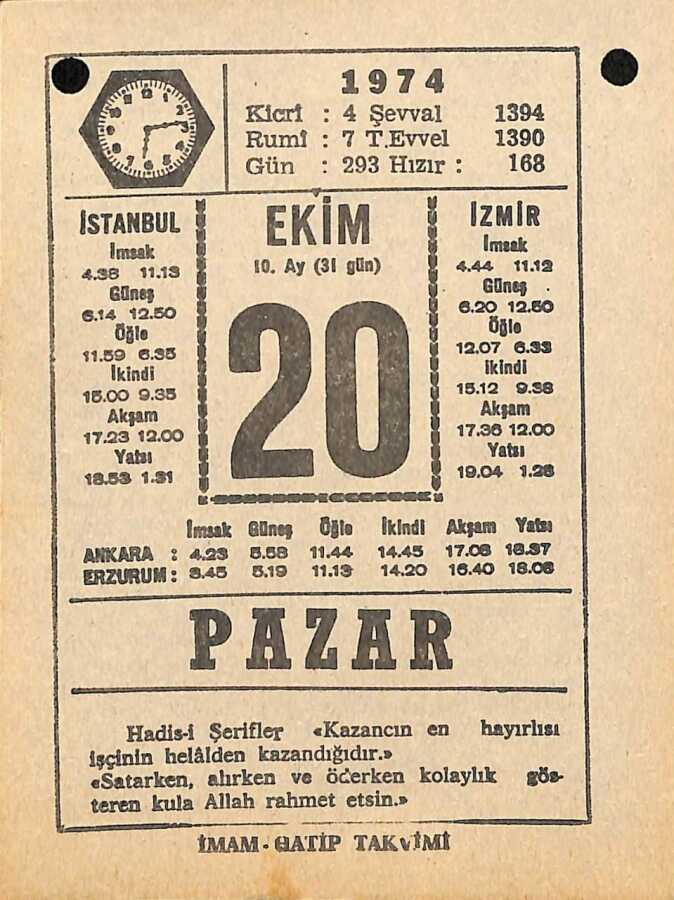 1974
Kicrî : 4 Şevval 1394
Rumî : 7 T.Evvel 1390
Gün : 293 Hızır : 168
İSTANBUL
İmsak
4.38 11.13
Güneş
6.14 12.50
Öğle
11.59 6.35
İkindi
15.00 9.35
Akşam
17.23 12.00
Yatsı
18.53 1.31
EKİM
10. Ay (31 gün)
20
İZMİR
İmsak
4.44 11.12
Güneş
6.20 12.50
Öğle
12.07 6.33
İkindi
15.12 9.38
Akşam
17.36 12.00
Yatsı
19.04 1.28
İmsak Güneş Öğle İkindi Akşam Yatsı
ANKARA : 4.23 5.58 11.44 14.45 17.08 18.37
ERZURUM : 3.45 5.19 11.13 14.20 16.40 18.08
PAZAR
Hadis-i Şerifler «Kazancın en hayırlısı
işçinin helâlden kazandığıdır.»
«Satarken, alırken ve öderken kolaylık gös-
teren kula Allah rahmet etsin.»
İMAM-HATİP TAKVİMİ